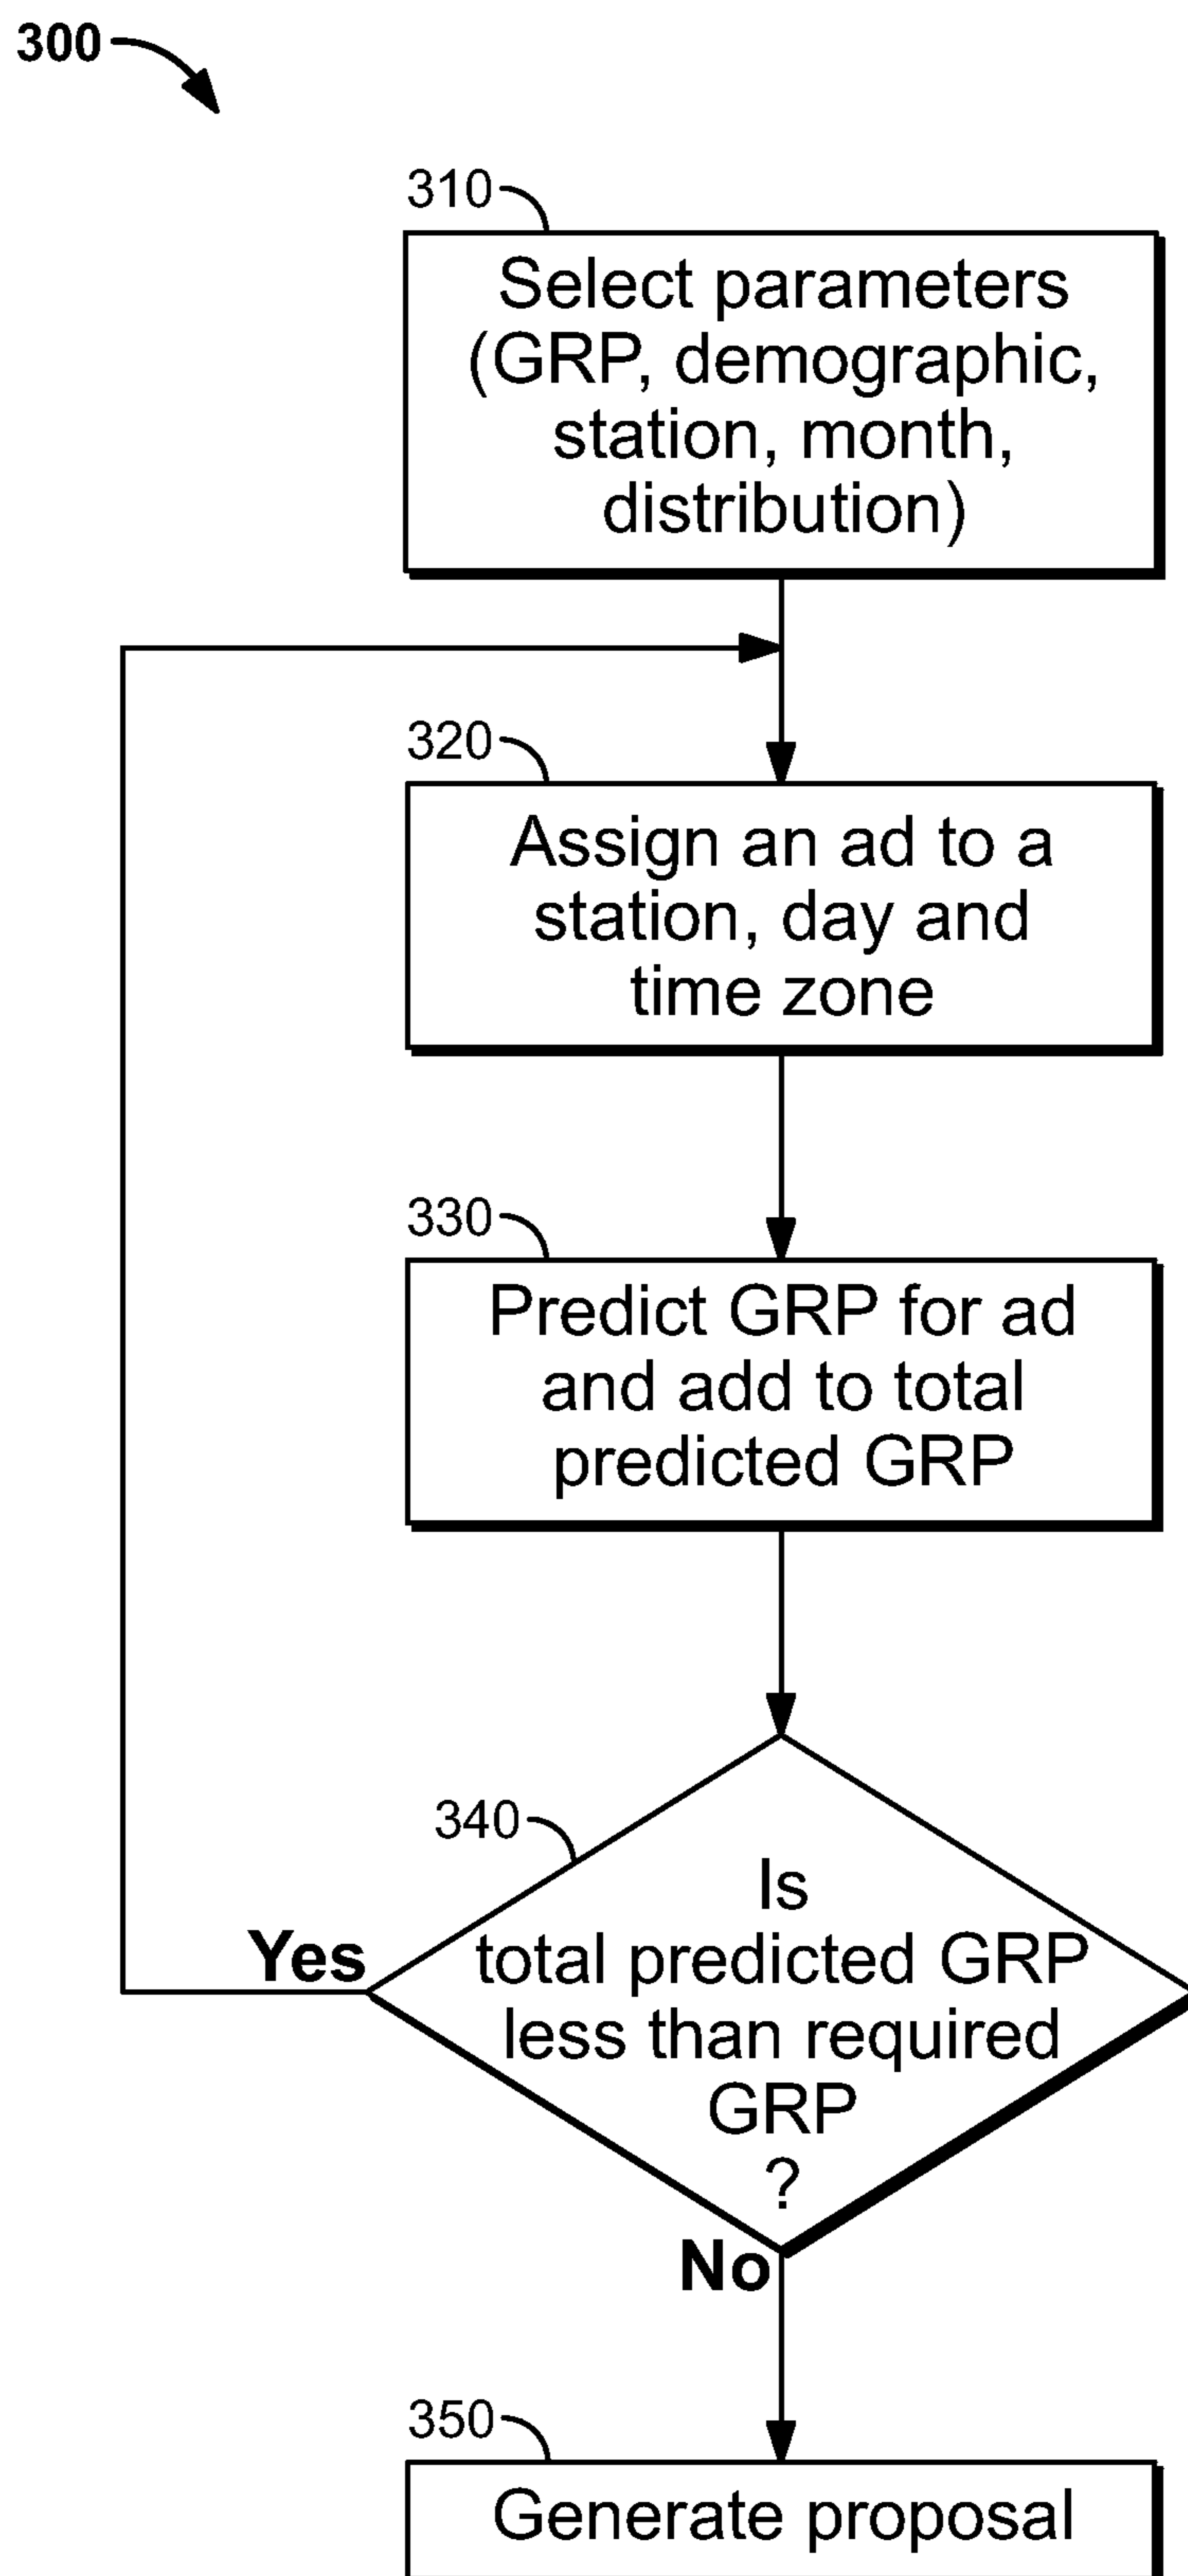 300
310
Select parameters
(GRP, demographic,
station, month,
distribution)
320
Assign an ad to a
station, day and
time zone
330
Predict GRP for ad
and add to total
predicted GRP
340
Is
total predicted GRP
less than required
GRP
?
Yes
No
350
Generate proposal